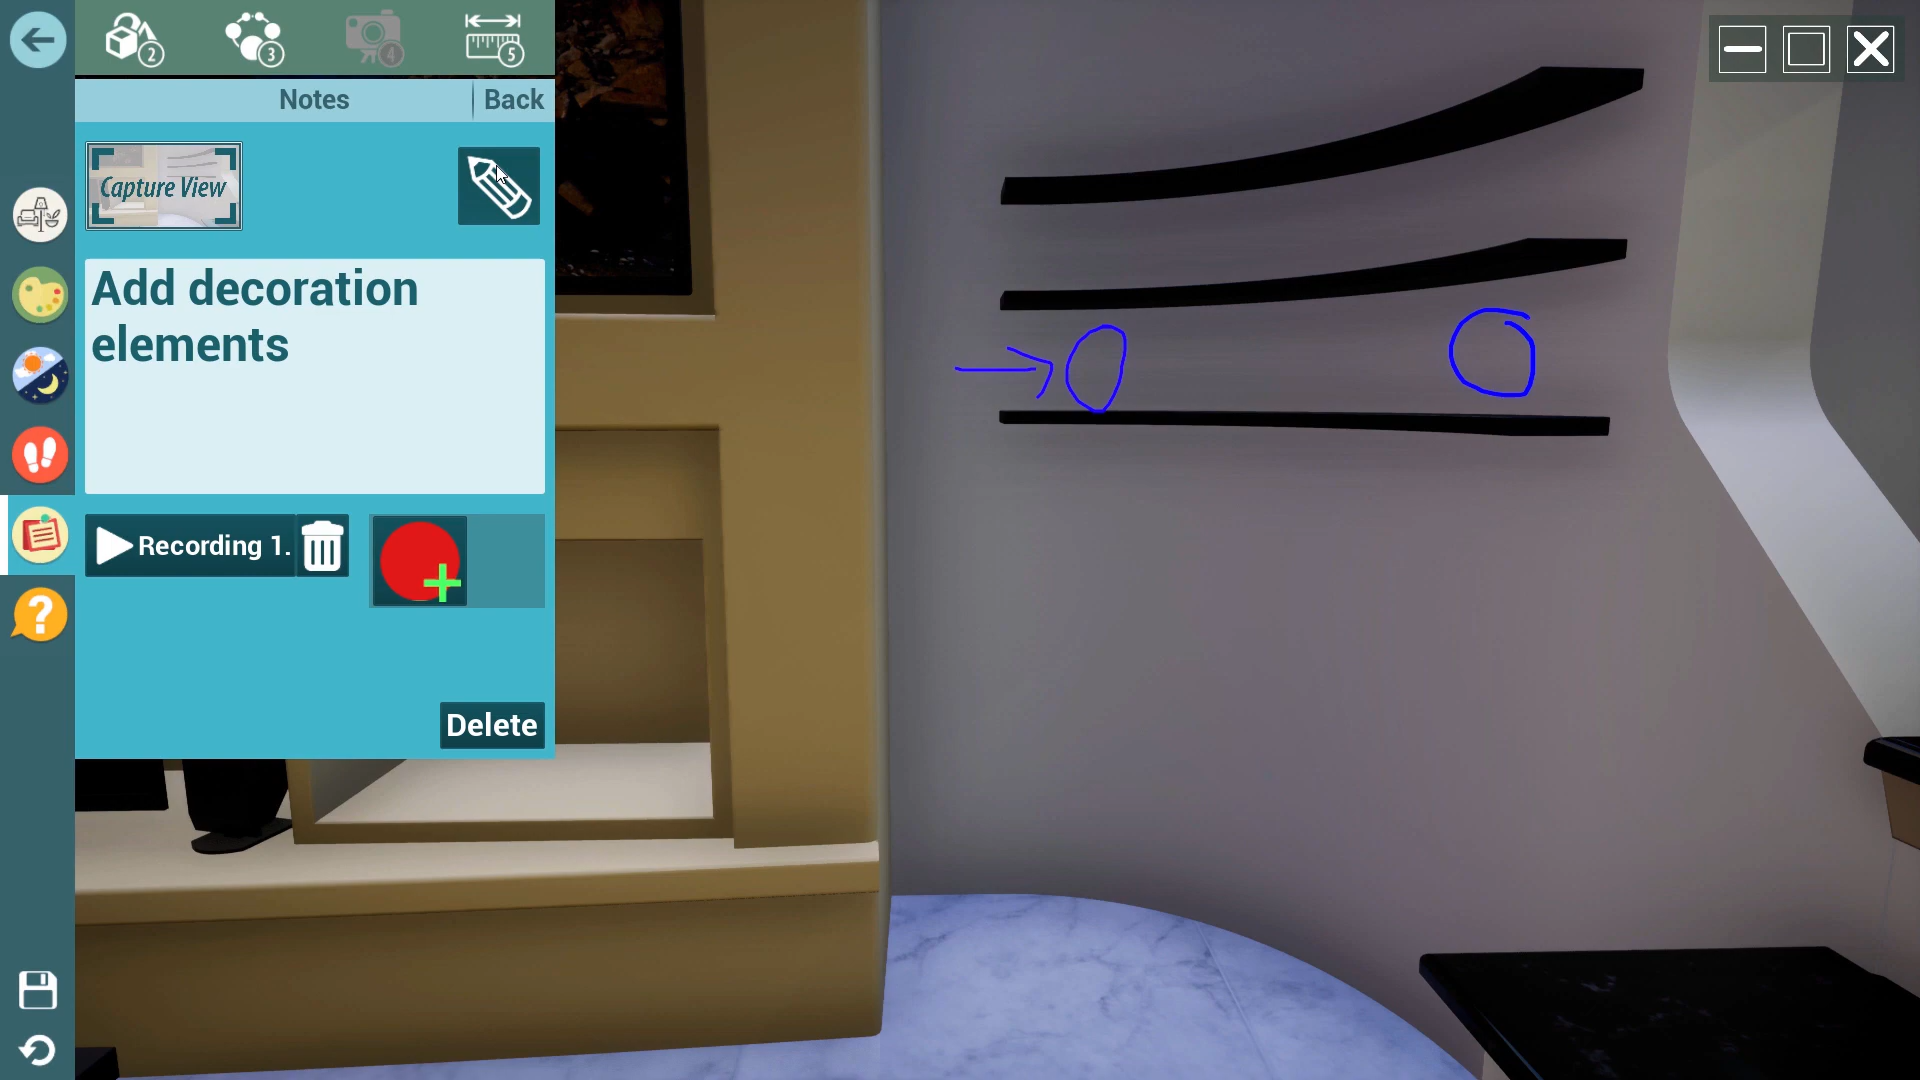 2
3
4
5
Notes
Back
Capture View
Add decoration
elements
Recording 1.
Delete